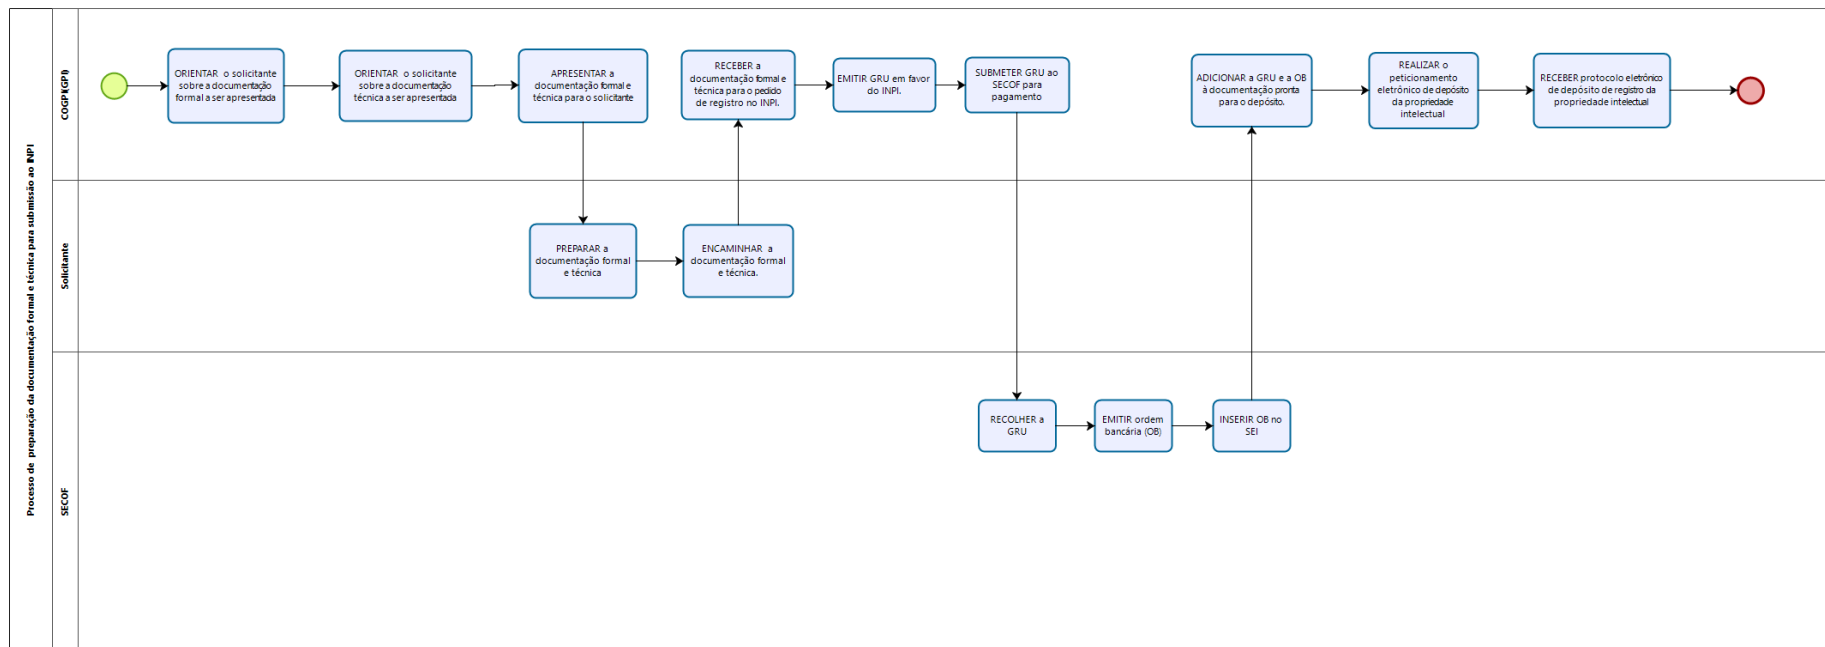 Processo de preparação da documentação formal e técnica para submissão ao INPI
COGPI(GPI)
ORIENTAR o solicitante
sobre a documentação
formal a ser apresentada
ORIENTAR o solicitante
sobre a documentação
técnica a ser apresentada
APRESENTAR a
documentação formal e
técnica para o solicitante
RECEBER a
documentação formal e
técnica para o pedido
de registro no INPI.
EMITIR GRU em favor
do INPI.
SUBMETER GRU ao
SECOF para
pagamento
ADICIONAR a GRU e a OB
à documentação pronta
para o depósito.
REALIZAR o
peticionamento
eletrônico de depósito
da propriedade
intelectual
RECEBER protocolo eletrônico
de depósito de registro da
propriedade intelectual
Solicitante
PREPARAR a
documentação formal
e técnica
ENCAMINHAR a
documentação formal
e técnica.
SECOF
RECOLHER a
GRU
EMITIR ordem
bancária (OB)
INSERIR OB no
SEI